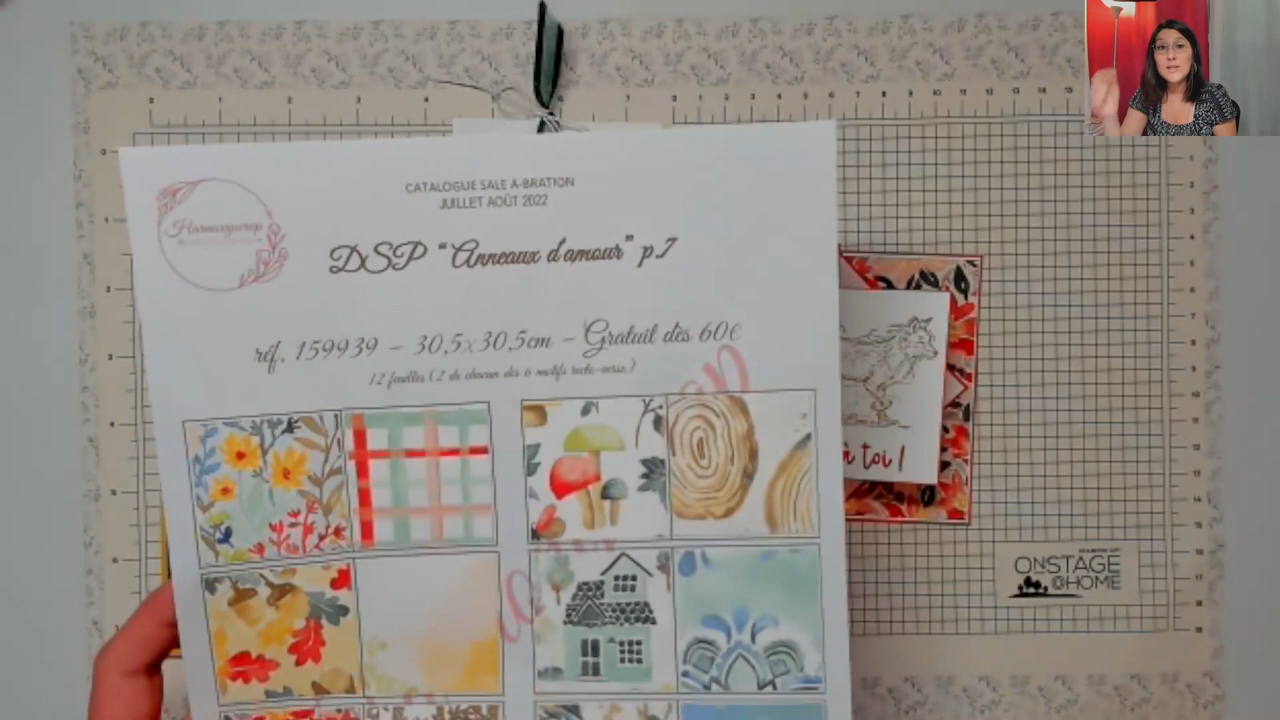 CATALOGUE SALE A-BRATION
JUILLET AOÛT 2022
DSP "Anneaux d'amour" p.7
réf. 159939 – 30,5x30,5cm – Gratuit dès 60€
12 feuilles (2 de chacun des 6 motifs recto-verso)
à toi !
ONSTAGE
@HOME